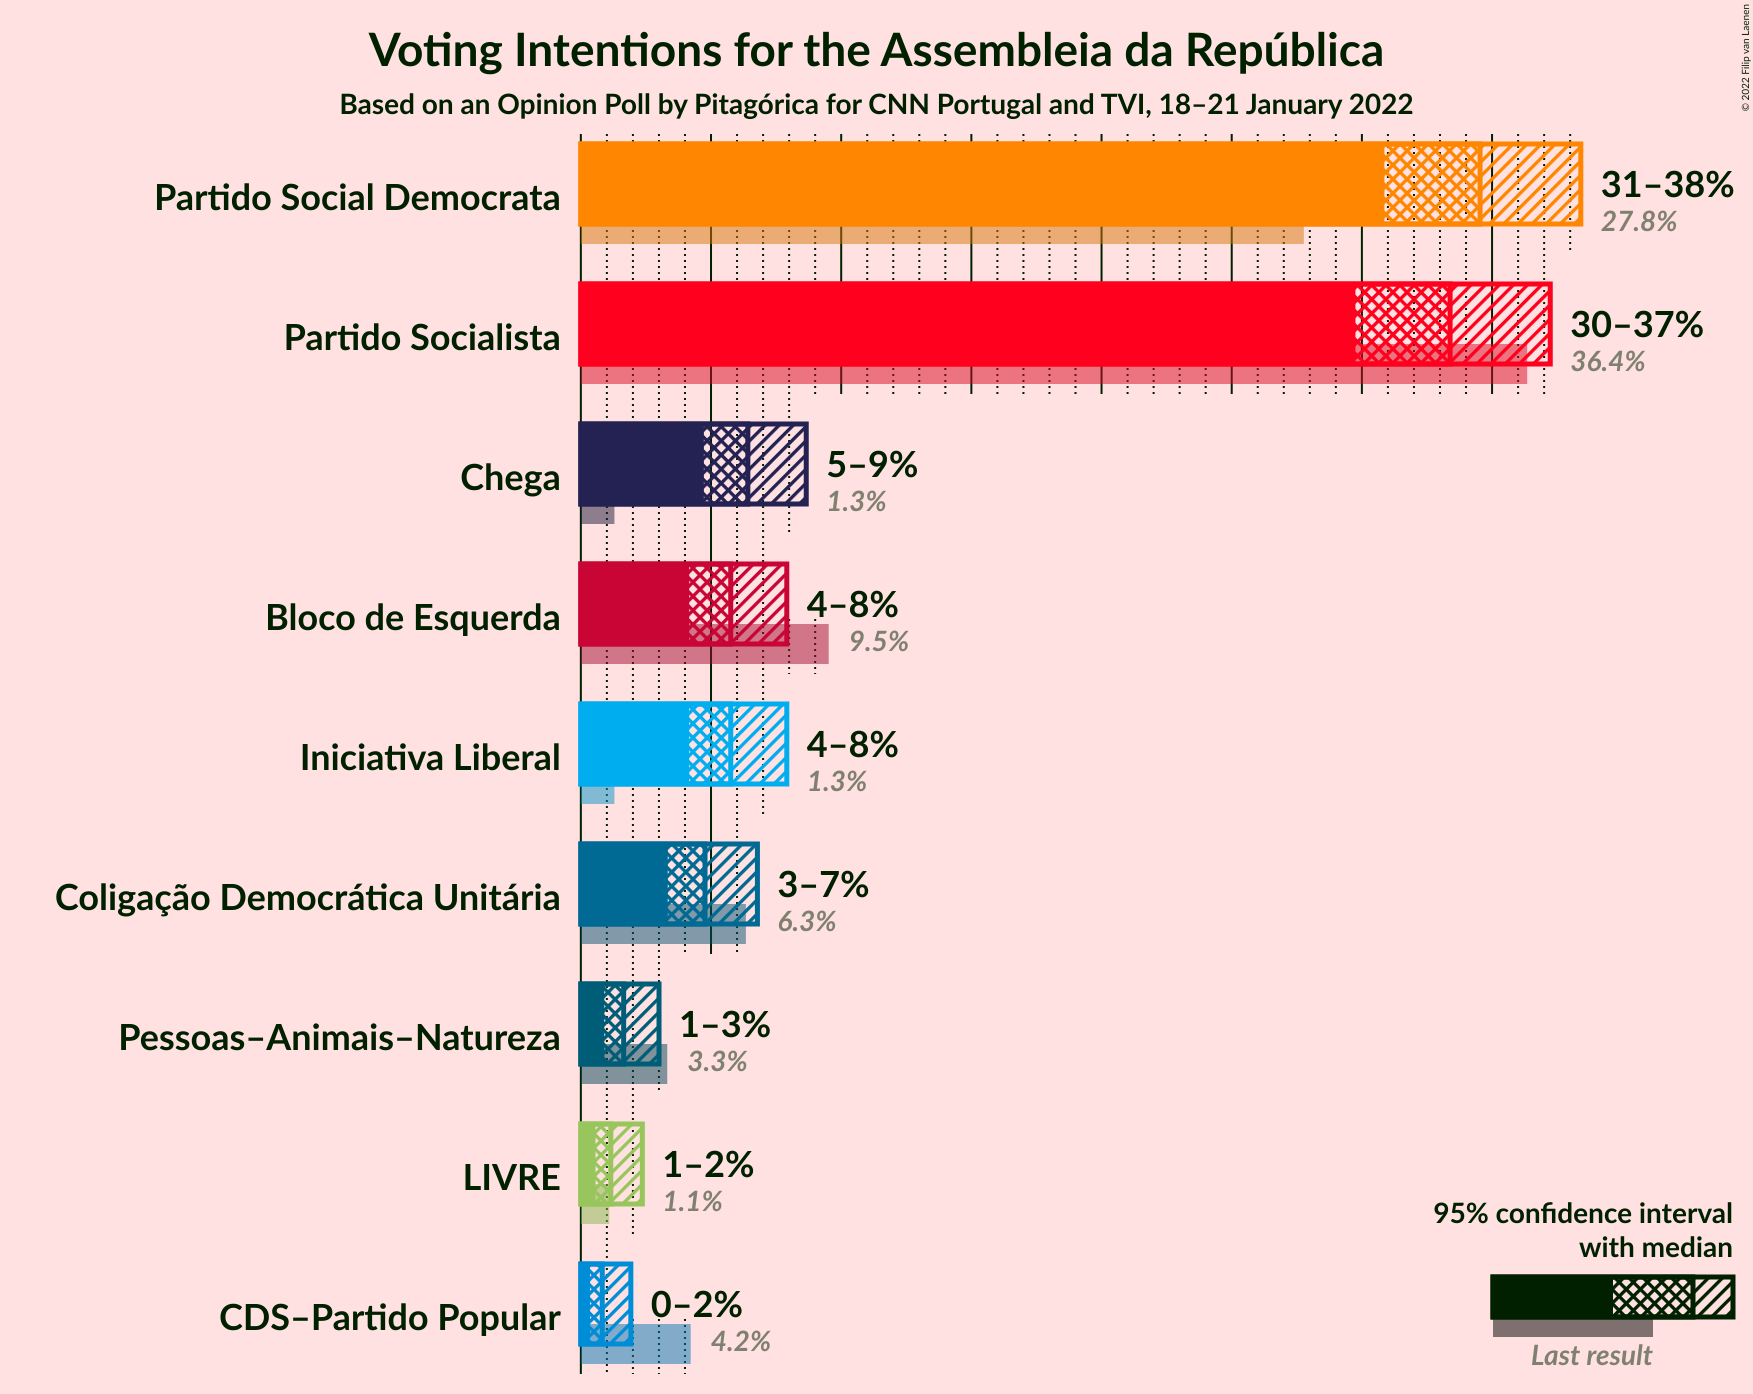 Voting Intentions for the Assembleia da República
Based on an Opinion Poll by Pitagórica for CNN Portugal and TVI, 18–21 January 2022
© 2022 Filip van Laenen
Partido Social Democrata
31–38%
27.8%
Partido Socialista
30–37%
36.4%
Chega
5–9%
1.3%
Bloco de Esquerda
4–8%
9.5%
Iniciativa Liberal
4–8%
1.3%
Coligação Democrática Unitária
3–7%
6.3%
Pessoas–Animais–Natureza
1–3%
3.3%
LIVRE
1–2%
1.1%
CDS–Partido Popular
0–2%
4.2%
95% confidence interval
with median
Last result